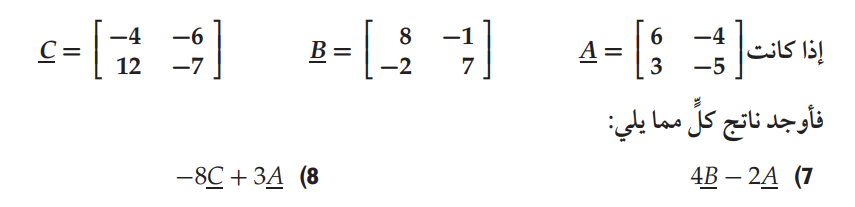 إذا كانت A = [6 −4; 3 −5] B = [8 −1; −2 7] C = [−4 −6; 12 −7]
فأوجد ناتج كلٍّ مما يلي:
(7 4B − 2A (8 −8C + 3A